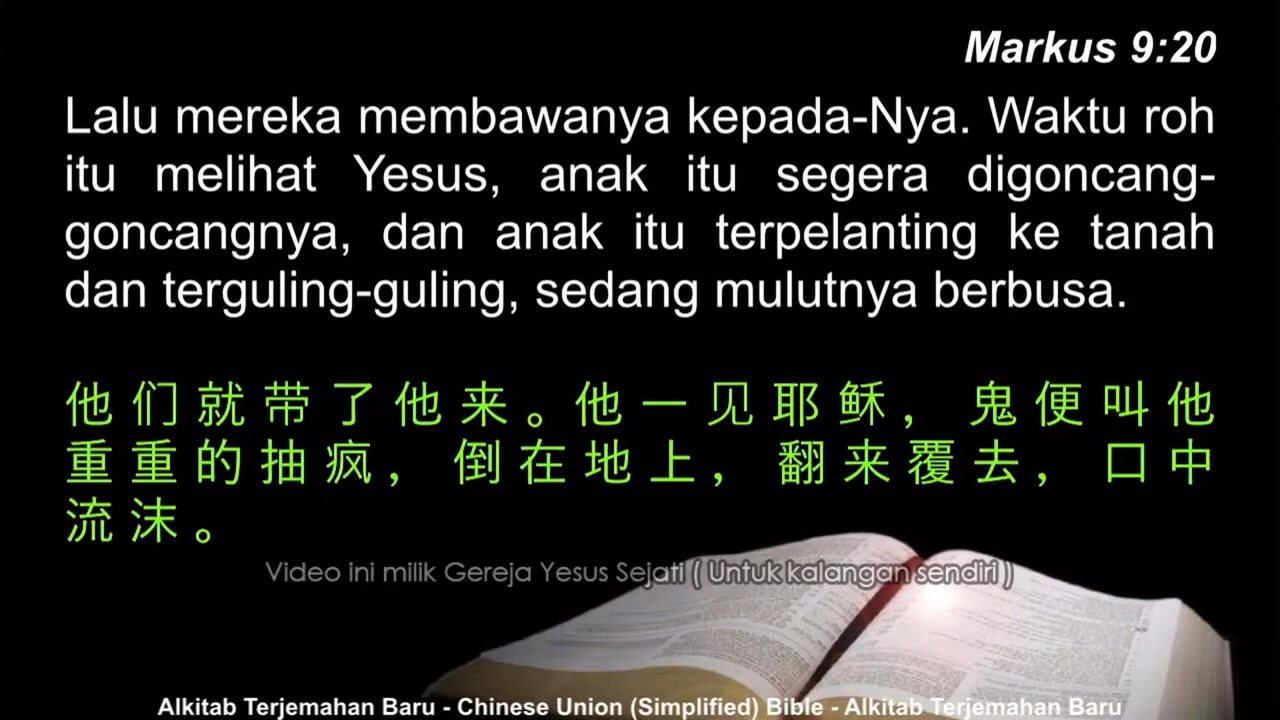 Markus 9:20
Lalu mereka membawanya kepada-Nya. Waktu roh
itu melihat Yesus, anak itu segera digoncang-
goncangnya, dan anak itu terpelanting ke tanah
dan terguling-guling, sedang mulutnya berbusa.
他们就带了他来。他一见耶稣，鬼便叫他
重重的抽疯，倒在地上，翻来覆去，口中
流沫。
Video ini milik Gereja Yesus Sejati ( Untuk kalangan sendiri )
Alkitab Terjemahan Baru - Chinese Union (Simplified) Bible - Alkitab Terjemahan Baru